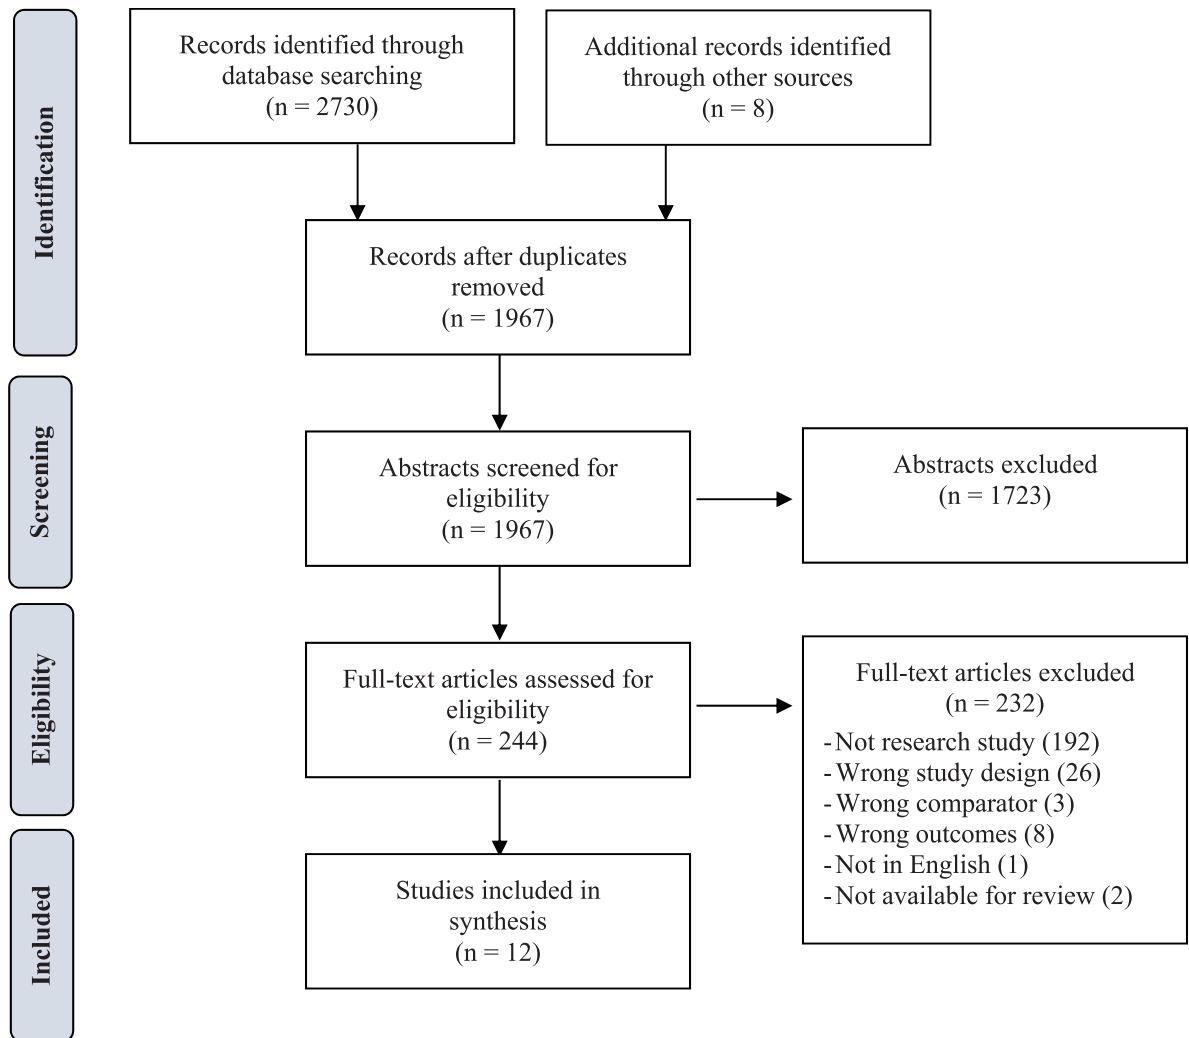 Identification
Records identified through
database searching
(n = 2730)
Additional records identified
through other sources
(n = 8)
Records after duplicates
removed
(n = 1967)
Screening
Abstracts screened for
eligibility
(n = 1967)
Abstracts excluded
(n = 1723)
Eligibility
Full-text articles assessed for
eligibility
(n = 244)
Full-text articles excluded
(n = 232)
- Not research study (192)
- Wrong study design (26)
- Wrong comparator (3)
- Wrong outcomes (8)
- Not in English (1)
- Not available for review (2)
Included
Studies included in
synthesis
(n = 12)